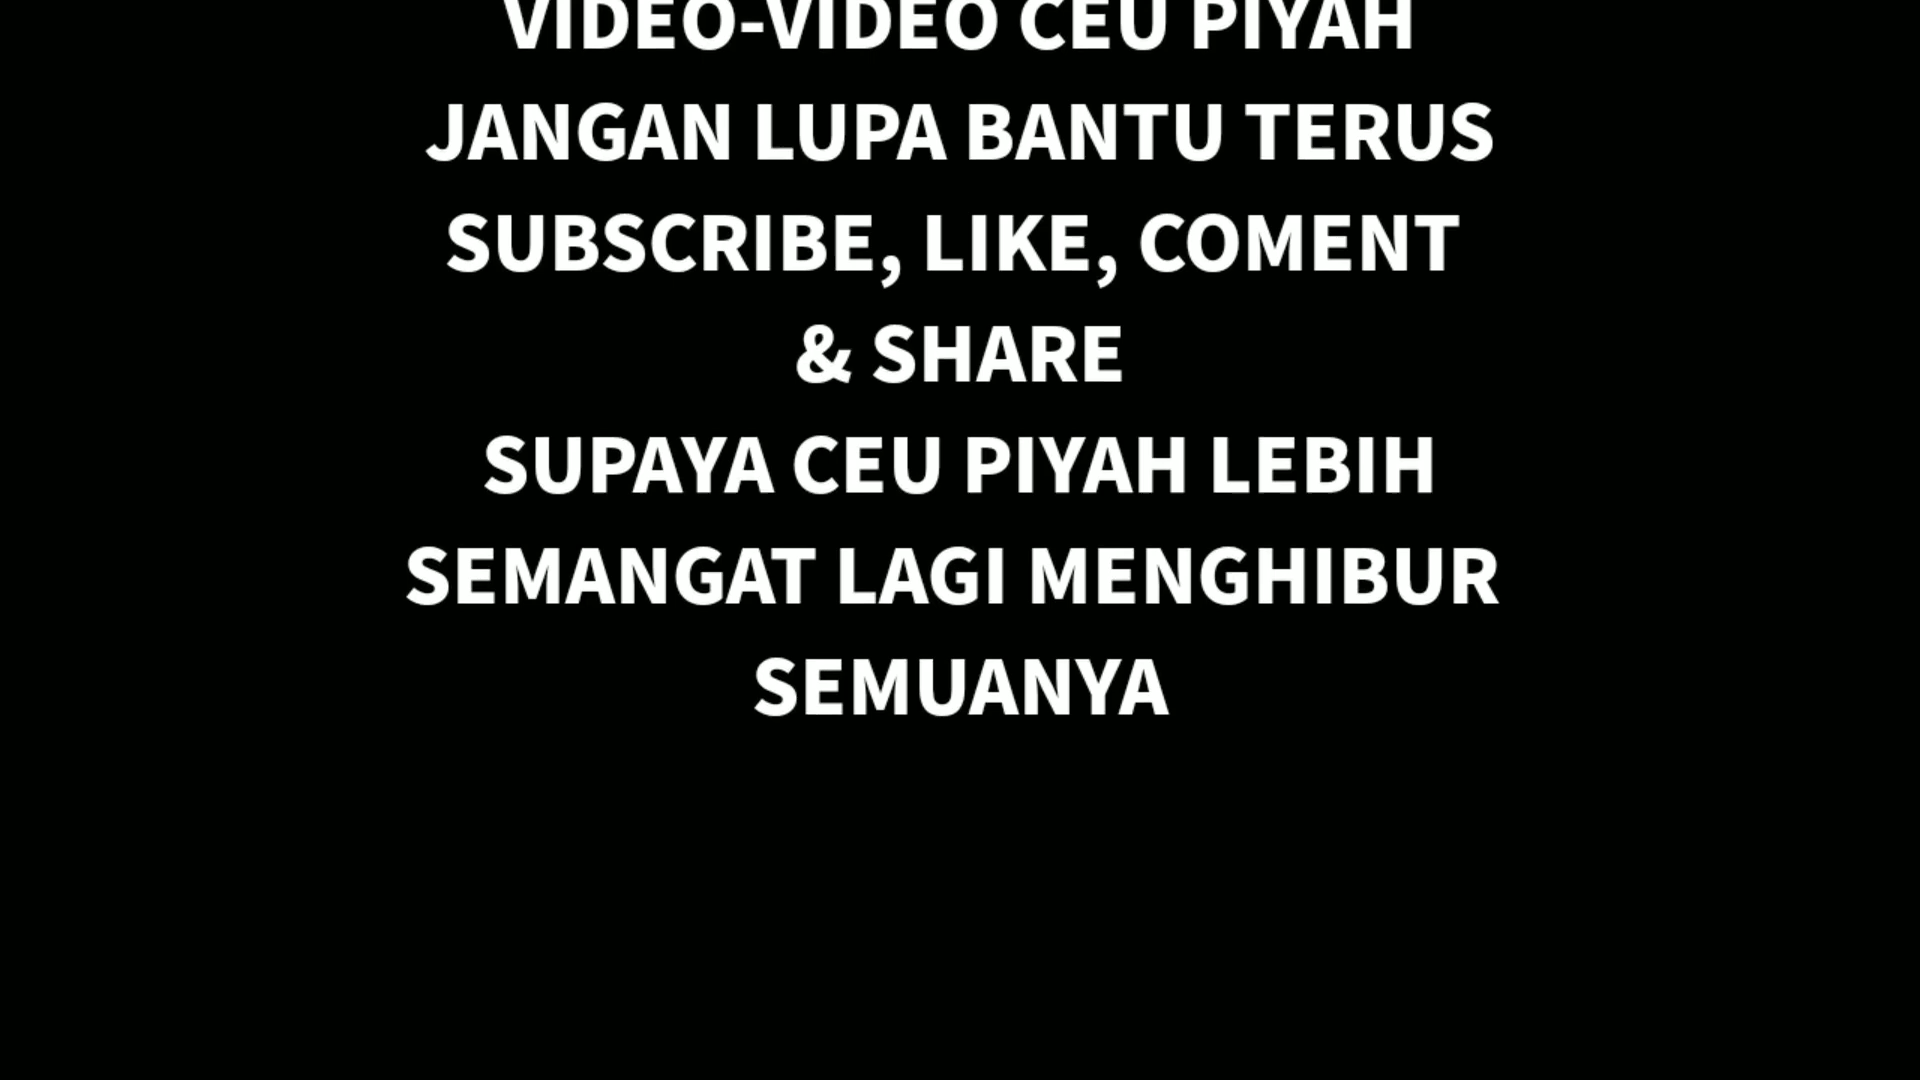 VIDEO-VIDEO CEU PIYAH
JANGAN LUPA BANTU TERUS
SUBSCRIBE, LIKE, COMENT
& SHARE
SUPAYA CEU PIYAH LEBIH
SEMANGAT LAGI MENGHIBUR
SEMUANYA